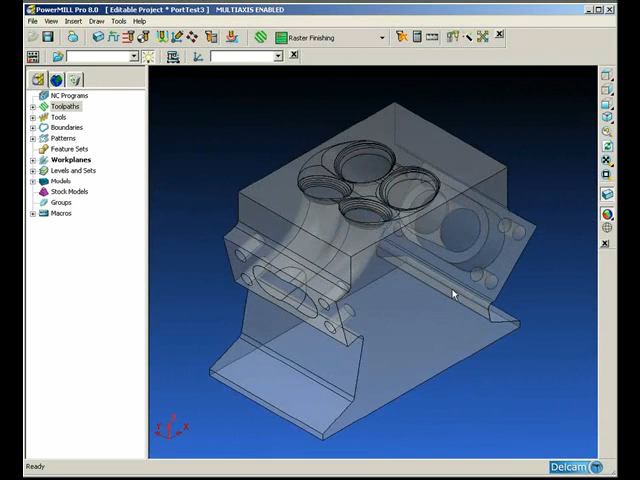 PowerMILL Pro 8.0   [ Editable Project * PortTest3 ]   MULTIAXIS ENABLED
File View Insert Draw Tools Help
Raster Finishing
NC Programs
Toolpaths
Tools
Boundaries
Patterns
Feature Sets
Workplanes
Levels and Sets
Models
Stock Models
Groups
Macros
Z
Y X
Ready
Delcam